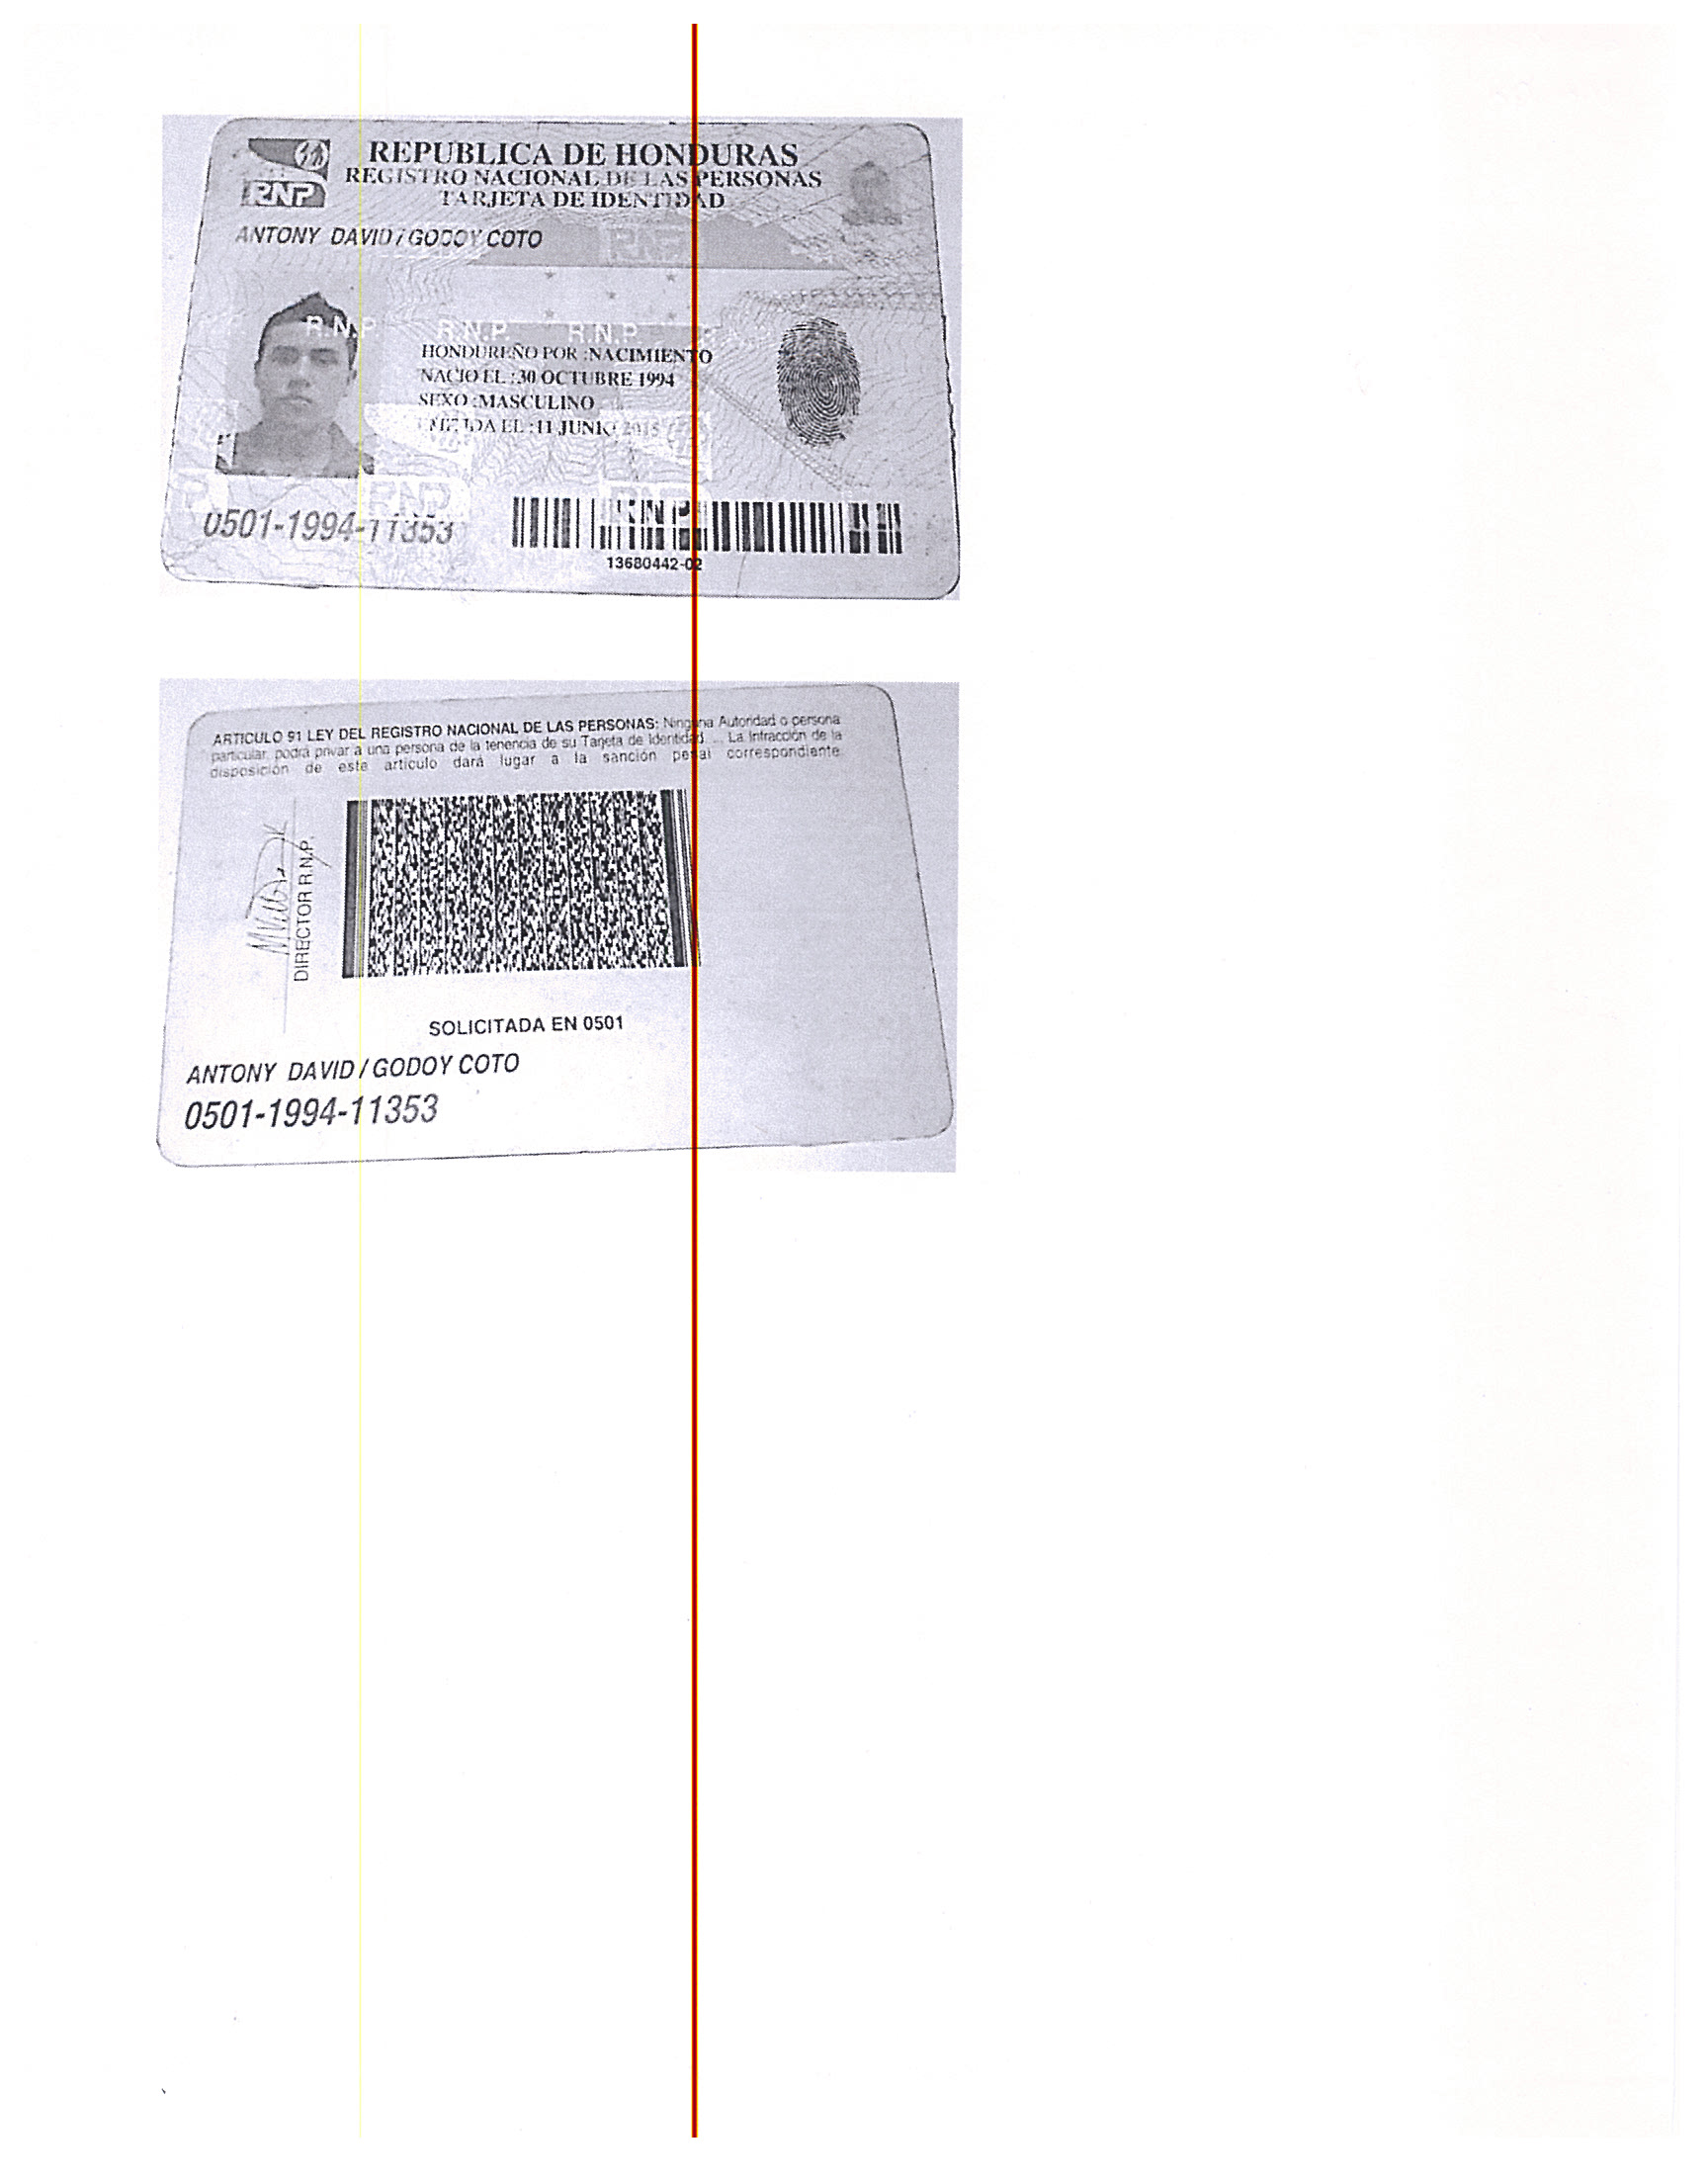 REPUBLICA DE HONDURAS
REGISTRO NACIONAL DE LAS PERSONAS
TARJETA DE IDENTIDAD
RNP
ANTONY DAVID / GODOY COTO
R.N.P R.N.P R.N.P
HONDUREÑO POR :NACIMIENTO
NACIO EL :30 OCTUBRE 1994
SEXO :MASCULINO
EMITIDA EL :11 JUNIO 2015
RNP
0501-1994-11353
13680442-02
ARTICULO 91 LEY DEL REGISTRO NACIONAL DE LAS PERSONAS: Ninguna Autoridad o persona
particular, podrá privar a una persona de la tenencia de su Tarjeta de Identidad ... La Infracción de la
disposición de este articulo dará lugar a la sanción penal correspondiente
DIRECTOR R.N.P.
SOLICITADA EN 0501
ANTONY DAVID / GODOY COTO
0501-1994-11353